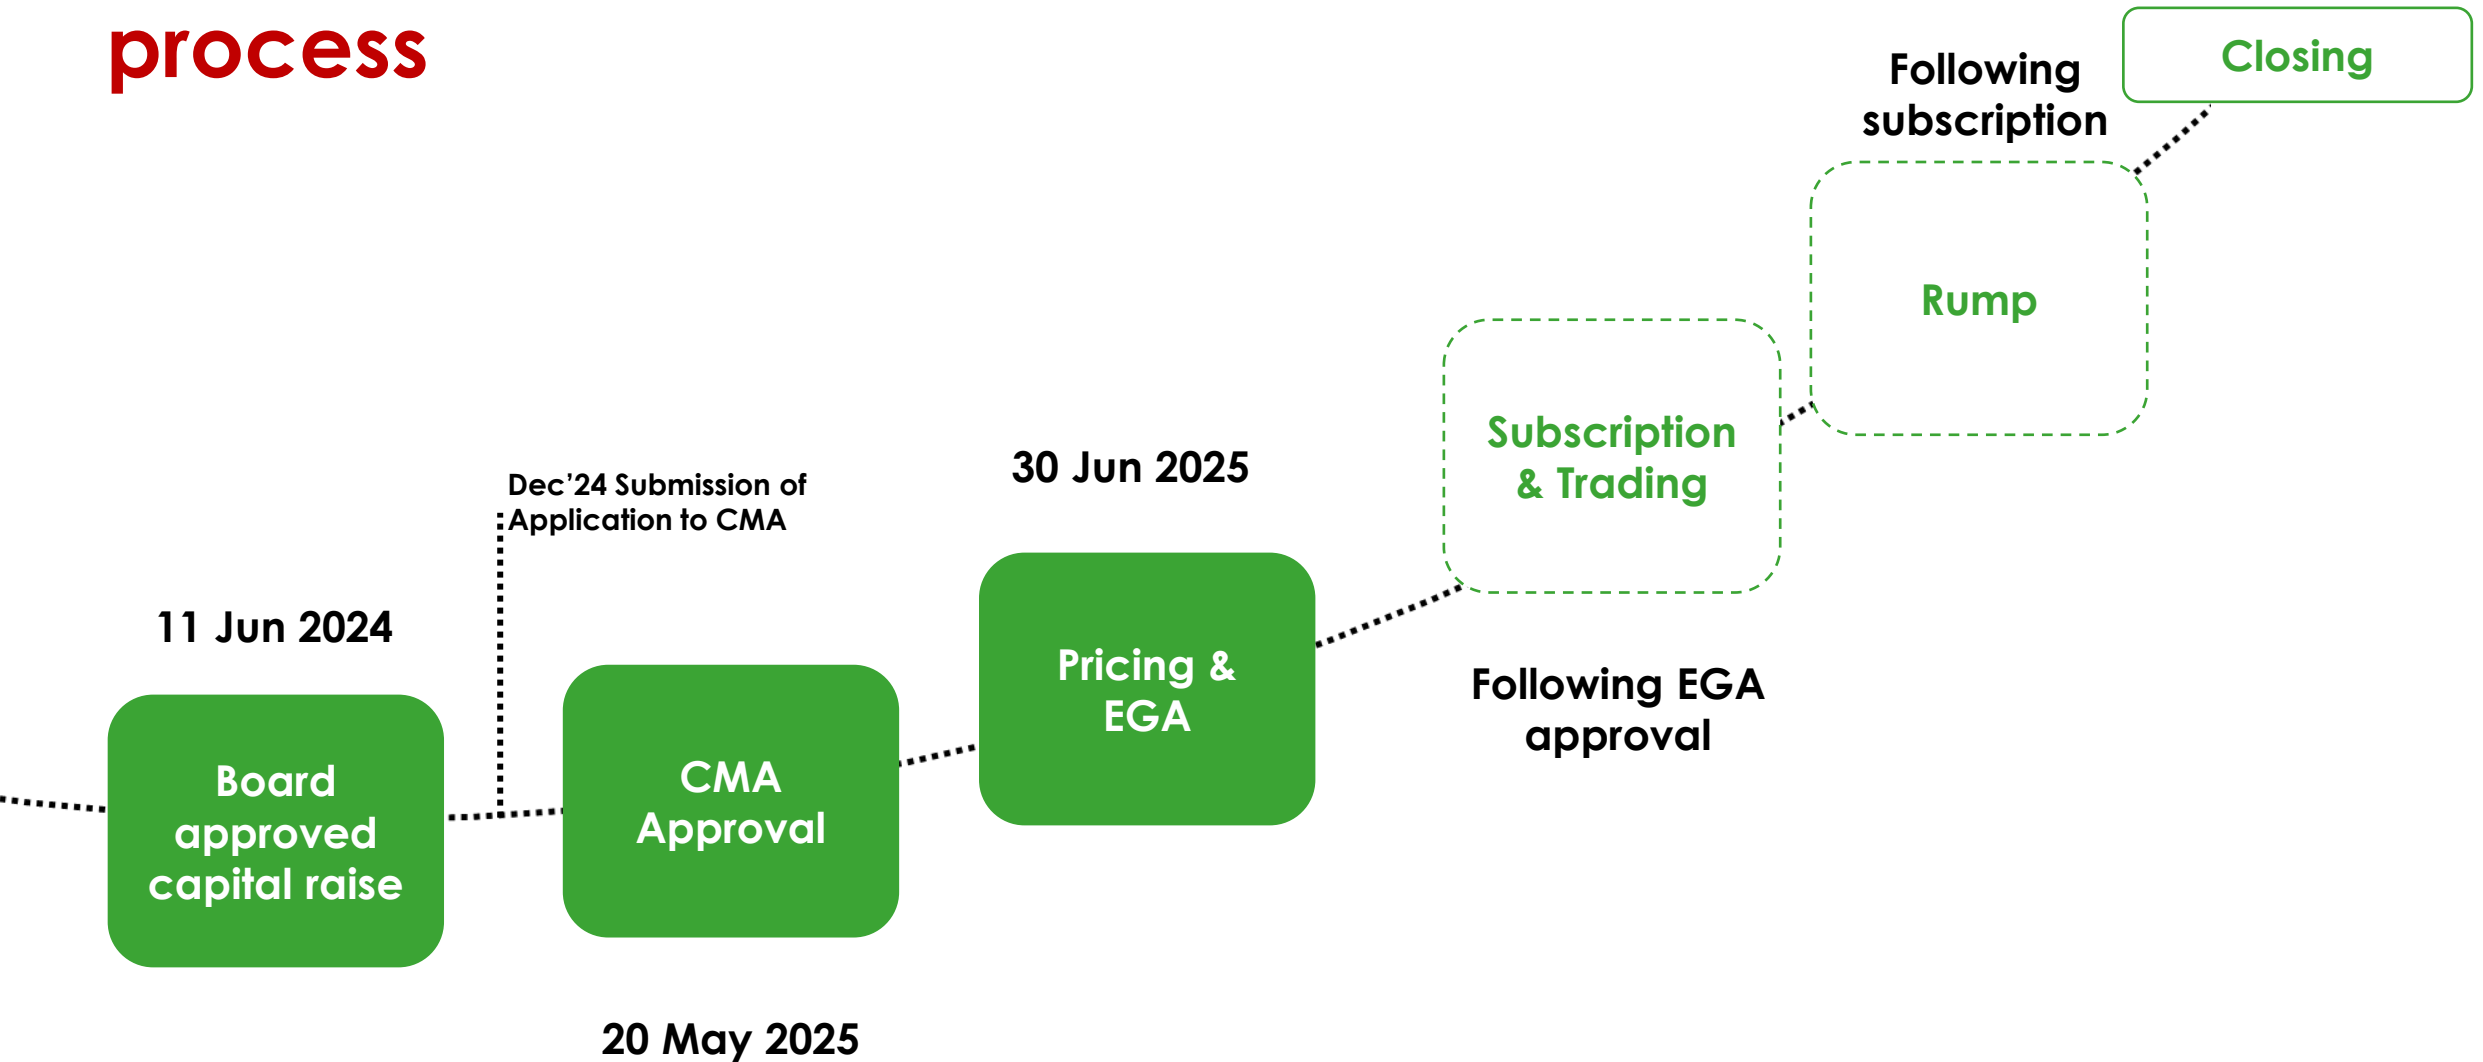 process
11 Jun 2024
Board
approved
capital raise
Dec’24 Submission of
Application to CMA
CMA
Approval
20 May 2025
30 Jun 2025
Pricing &
EGA
Subscription
& Trading
Following EGA
approval
Following
subscription
Rump
Closing